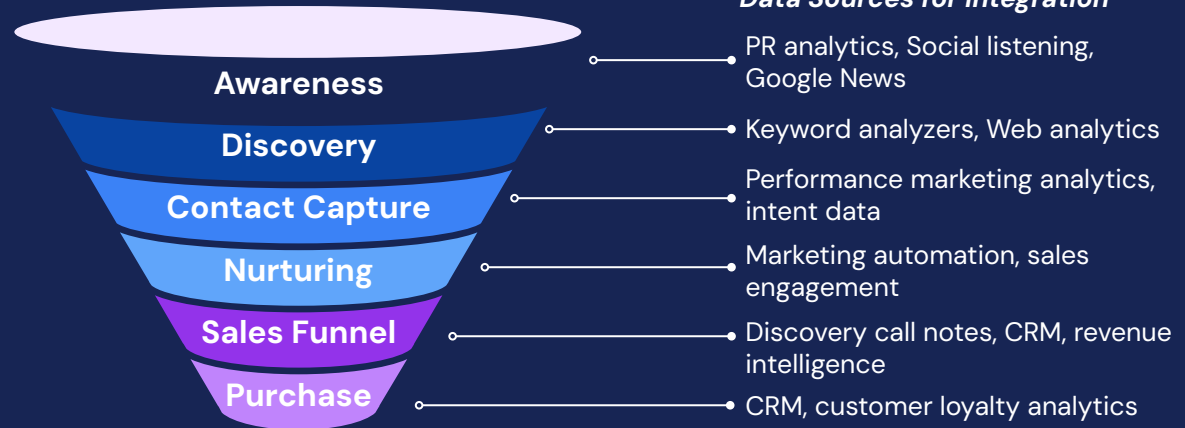 Data Sources for Integration
Awareness
PR analytics, Social listening,
Google News
Discovery
Keyword analyzers, Web analytics
Contact Capture
Performance marketing analytics,
intent data
Nurturing
Marketing automation, sales
engagement
Sales Funnel
Discovery call notes, CRM, revenue
intelligence
Purchase
CRM, customer loyalty analytics